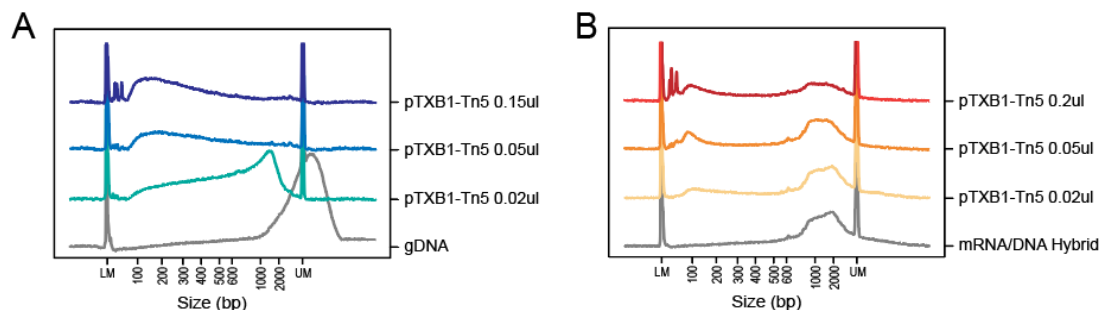 A
pTXB1-Tn5 0.15ul
pTXB1-Tn5 0.05ul
pTXB1-Tn5 0.02ul
gDNA
LM 100 200 300 400 500 600 1000 2000 UM
Size (bp)
B
pTXB1-Tn5 0.2ul
pTXB1-Tn5 0.05ul
pTXB1-Tn5 0.02ul
mRNA/DNA Hybrid
LM 100 200 300 400 500 600 1000 2000 UM
Size (bp)